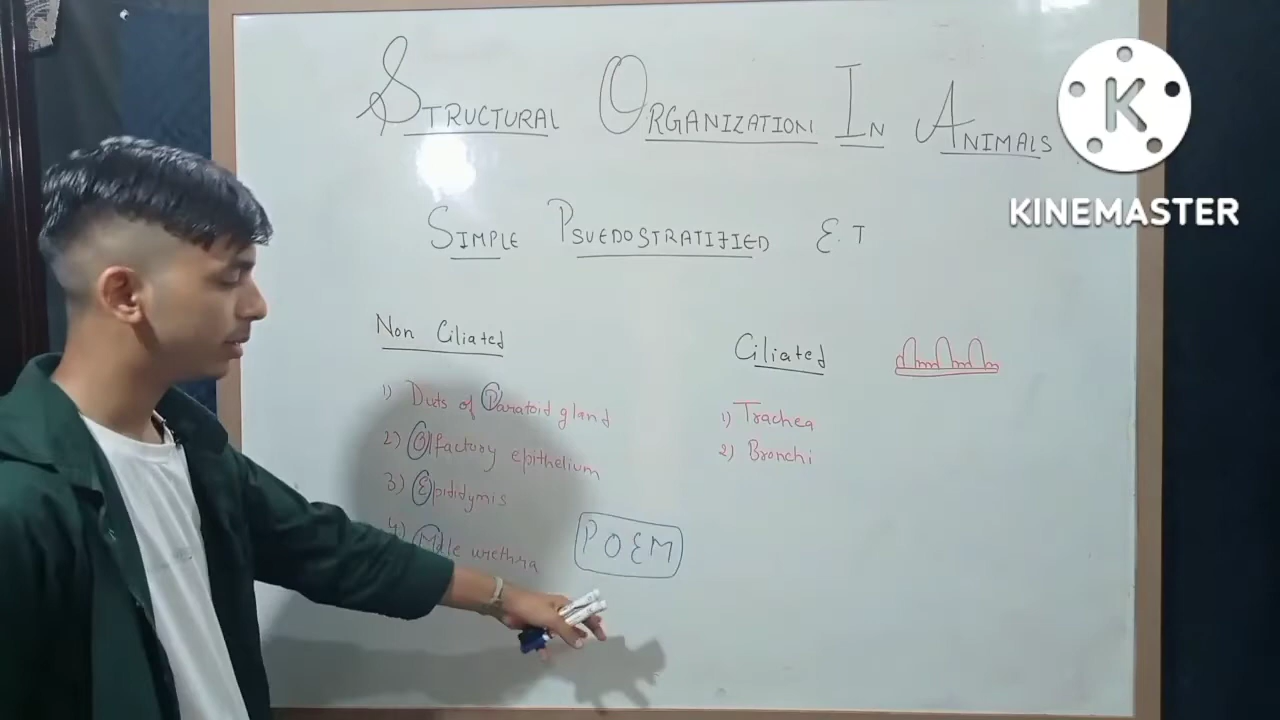 STRUCTURAL ORGANIZATION IN ANIMALS
KINEMASTER
SIMPLE PSUEDOSTRATIFIED E.T
Non Ciliated
1) Ducts of Paratoid gland
2) Olfactory epithelium
3) Epididymis
4) Male urethra
POEM
Ciliated
1) Trachea
2) Bronchi